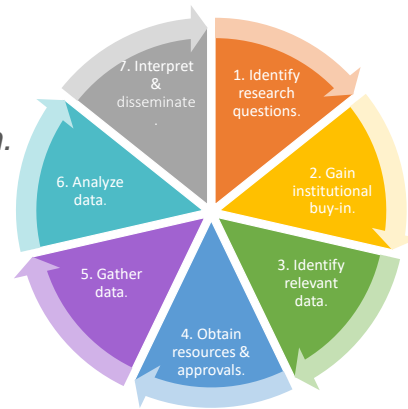 1. Identify
research
questions.
2. Gain
institutional
buy-in.
3. Identify
relevant
data.
4. Obtain
resources &
approvals.
5. Gather
data.
6. Analyze
data.
7. Interpret
&
disseminate
.